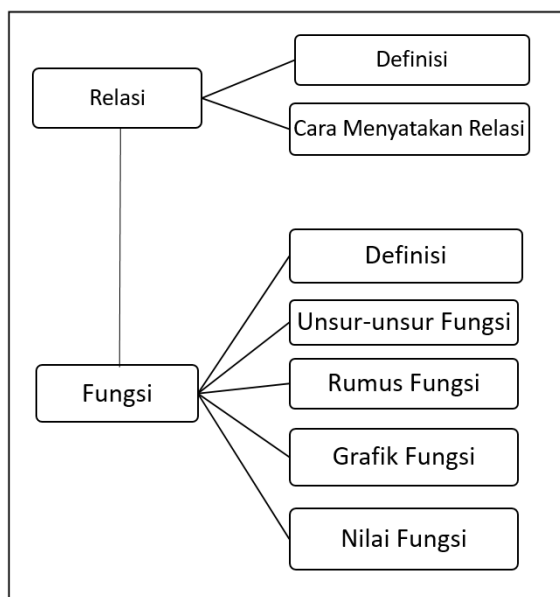 Relasi
Definisi
Cara Menyatakan Relasi
Fungsi
Definisi
Unsur-unsur Fungsi
Rumus Fungsi
Grafik Fungsi
Nilai Fungsi